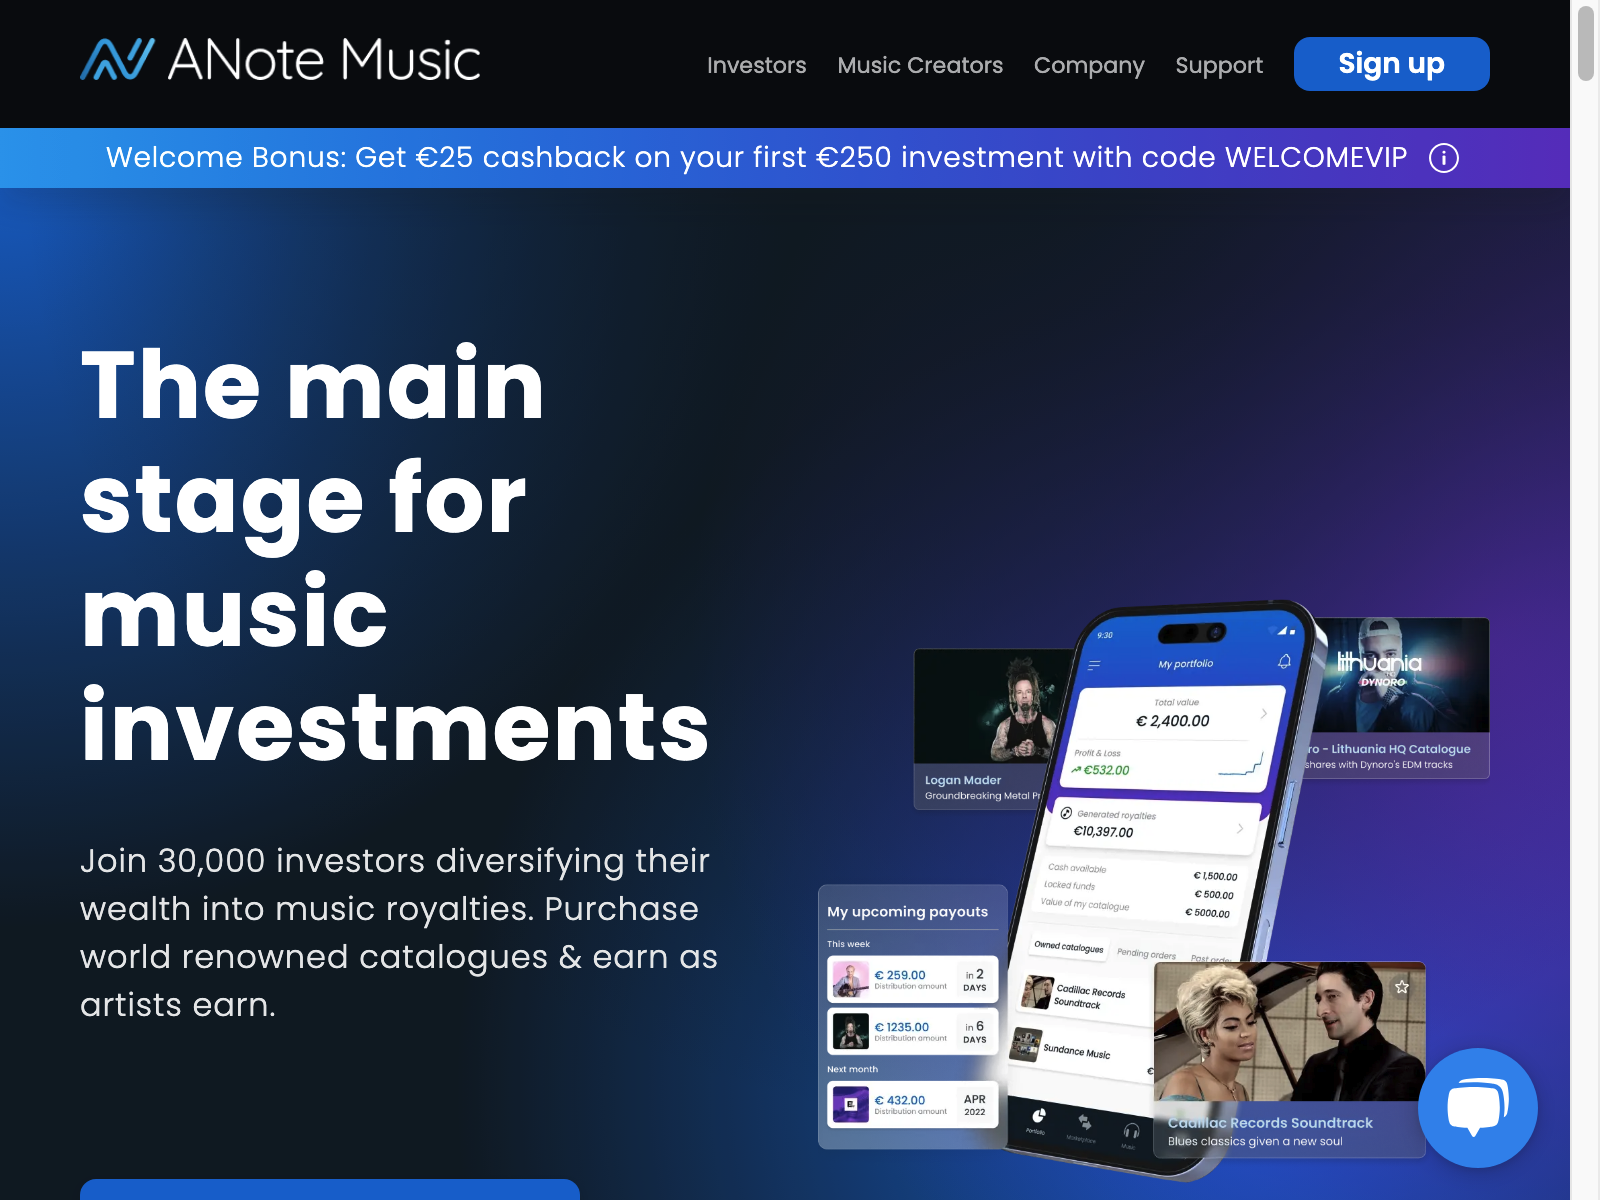 ANote Music
Investors
Music Creators
Company
Support
Sign up
Welcome Bonus: Get €25 cashback on your first €250 investment with code WELCOMEVIP
The main
stage for
music
investments
Join 30,000 investors diversifying their
wealth into music royalties. Purchase
world renowned catalogues & earn as
artists earn.
Logan Mader
Groundbreaking Metal Pr
lithuania
DYNORO
ro - Lithuania HQ Catalogue
shares with Dynoro's EDM tracks
9:30
My portfolio
Total value
€ 2,400.00
Profit & Loss
€532.00
Generated royalties
€10,397.00
Cash available
€ 1,500.00
Locked funds
€ 500.00
Value of my catalogue
€ 5000.00
Owned catalogues
Pending orders
Past order
Cadillac Records
Soundtrack
Sundance Music
€
Portfolio
Marketplace
Music
My upcoming payouts
This week
€ 259.00
Distribution amount
in 2
DAYS
€ 1235.00
Distribution amount
in 6
DAYS
Next month
€ 432.00
Distribution amount
APR
2022
Cadillac Records Soundtrack
Blues classics given a new soul